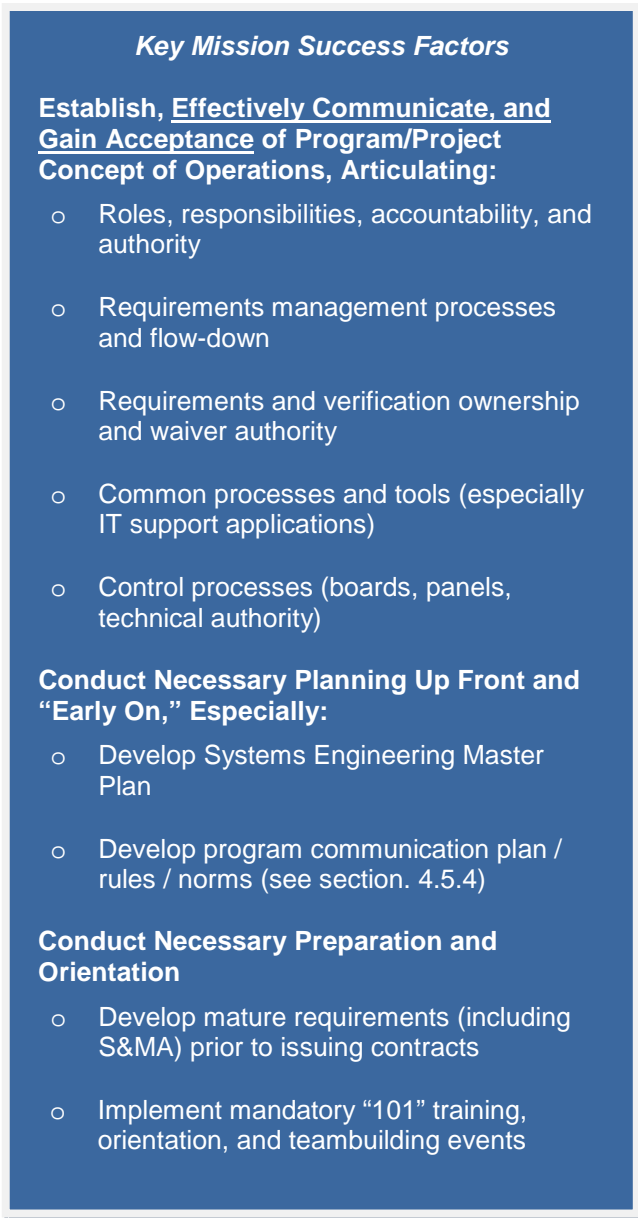 Key Mission Success Factors
Establish, Effectively Communicate, and
Gain Acceptance of Program/Project
Concept of Operations, Articulating:
o Roles, responsibilities, accountability, and
authority
o Requirements management processes
and flow-down
o Requirements and verification ownership
and waiver authority
o Common processes and tools (especially
IT support applications)
o Control processes (boards, panels,
technical authority)
Conduct Necessary Planning Up Front and
“Early On,” Especially:
o Develop Systems Engineering Master
Plan
o Develop program communication plan /
rules / norms (see section. 4.5.4)
Conduct Necessary Preparation and
Orientation
o Develop mature requirements (including
S&MA) prior to issuing contracts
o Implement mandatory “101” training,
orientation, and teambuilding events